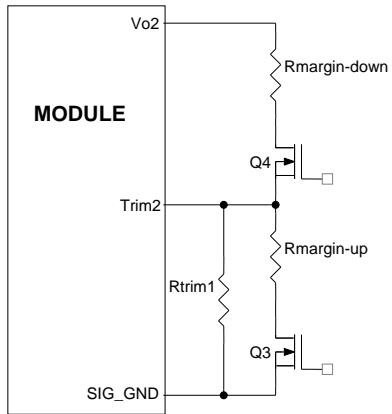 Vo2
Rmargin-down
MODULE
Q4
Trim2
Rmargin-up
Rtrim1
Q3
SIG_GND